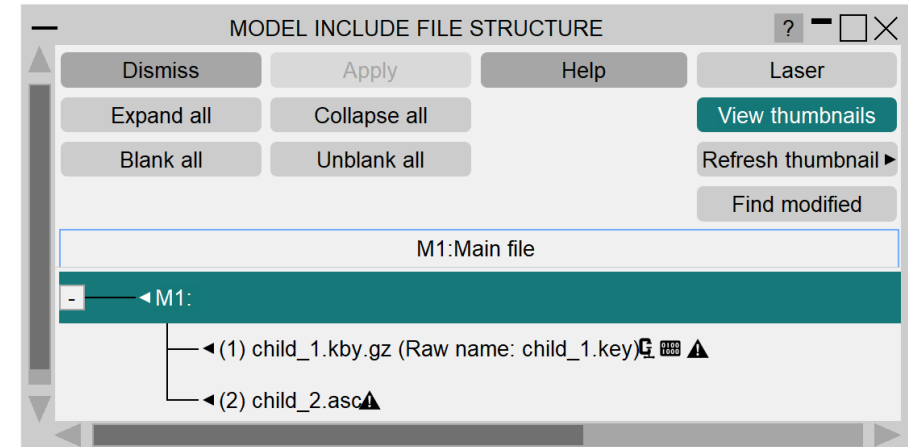 MODEL INCLUDE FILE STRUCTURE ?
Dismiss Apply Help Laser
Expand all Collapse all View thumbnails
Blank all Unblank all Refresh thumbnail
Find modified
M1:Main file
- M1:
(1) child_1.kby.gz (Raw name: child_1.key)
(2) child_2.asc